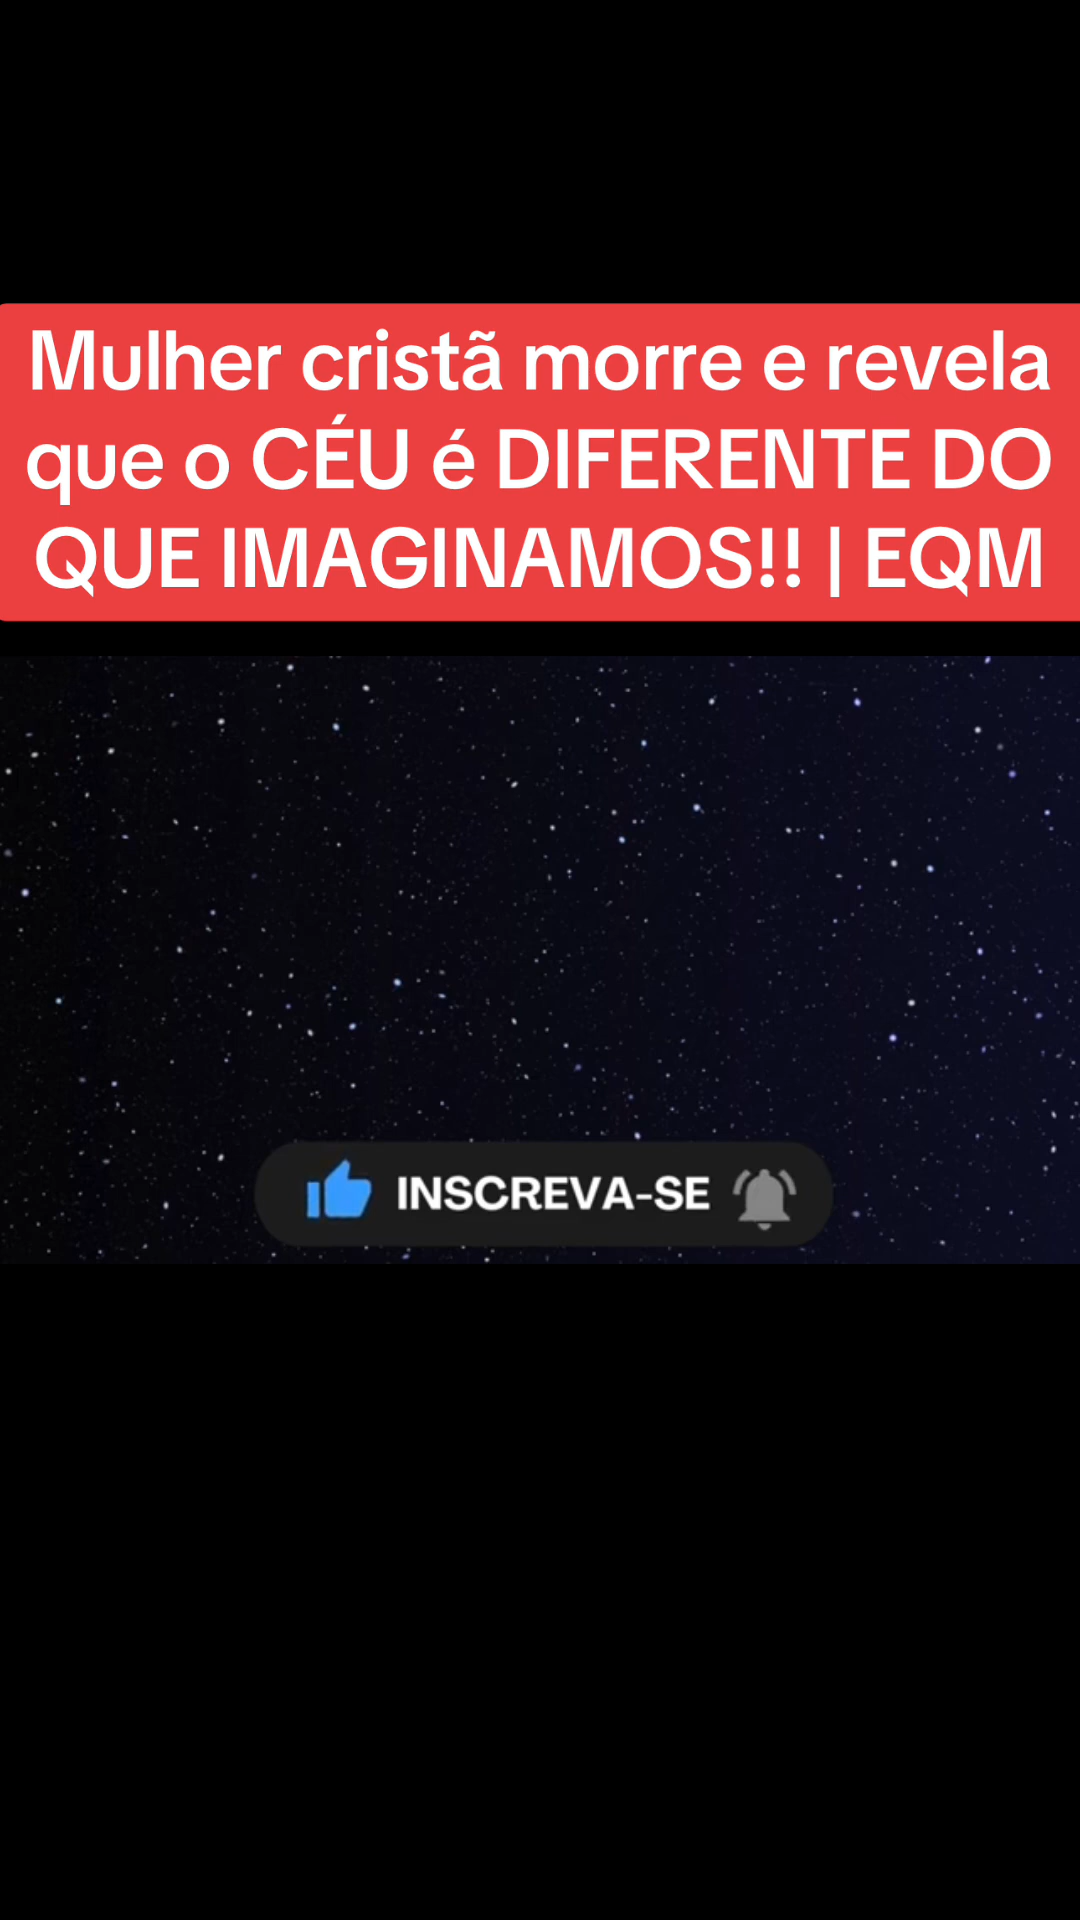 Mulher cristã morre e revela
que o CÉU é DIFERENTE DO
QUE IMAGINAMOS!! | EQM
INSCREVA-SE